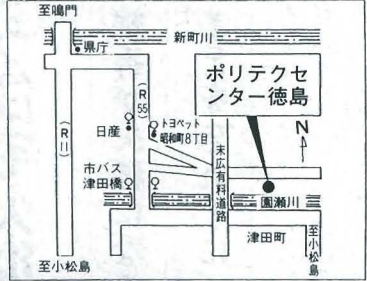 至鳴門
新町川
県庁
ポリテクセ
ンター徳島
(R55)
(R11)
トヨペット
昭和町8丁目
日産
N
末広有料道路
市バス
津田橋
園瀬川
津田町
至小松島
至小松島